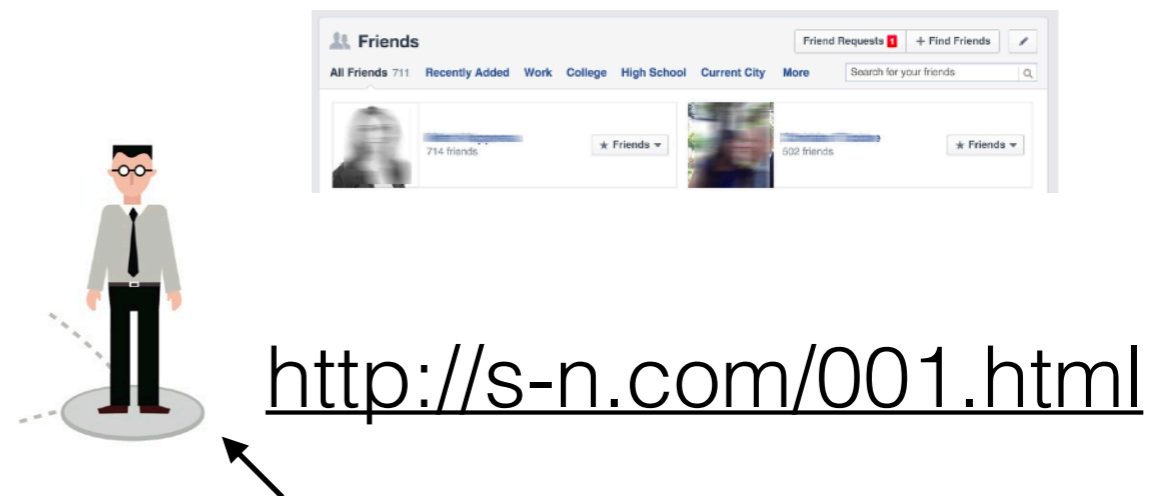 Friends
Friend Requests 1 + Find Friends
All Friends 711 Recently Added Work College High School Current City More Search for your friends
714 friends
★ Friends
502 friends
★ Friends
http://s-n.com/001.html